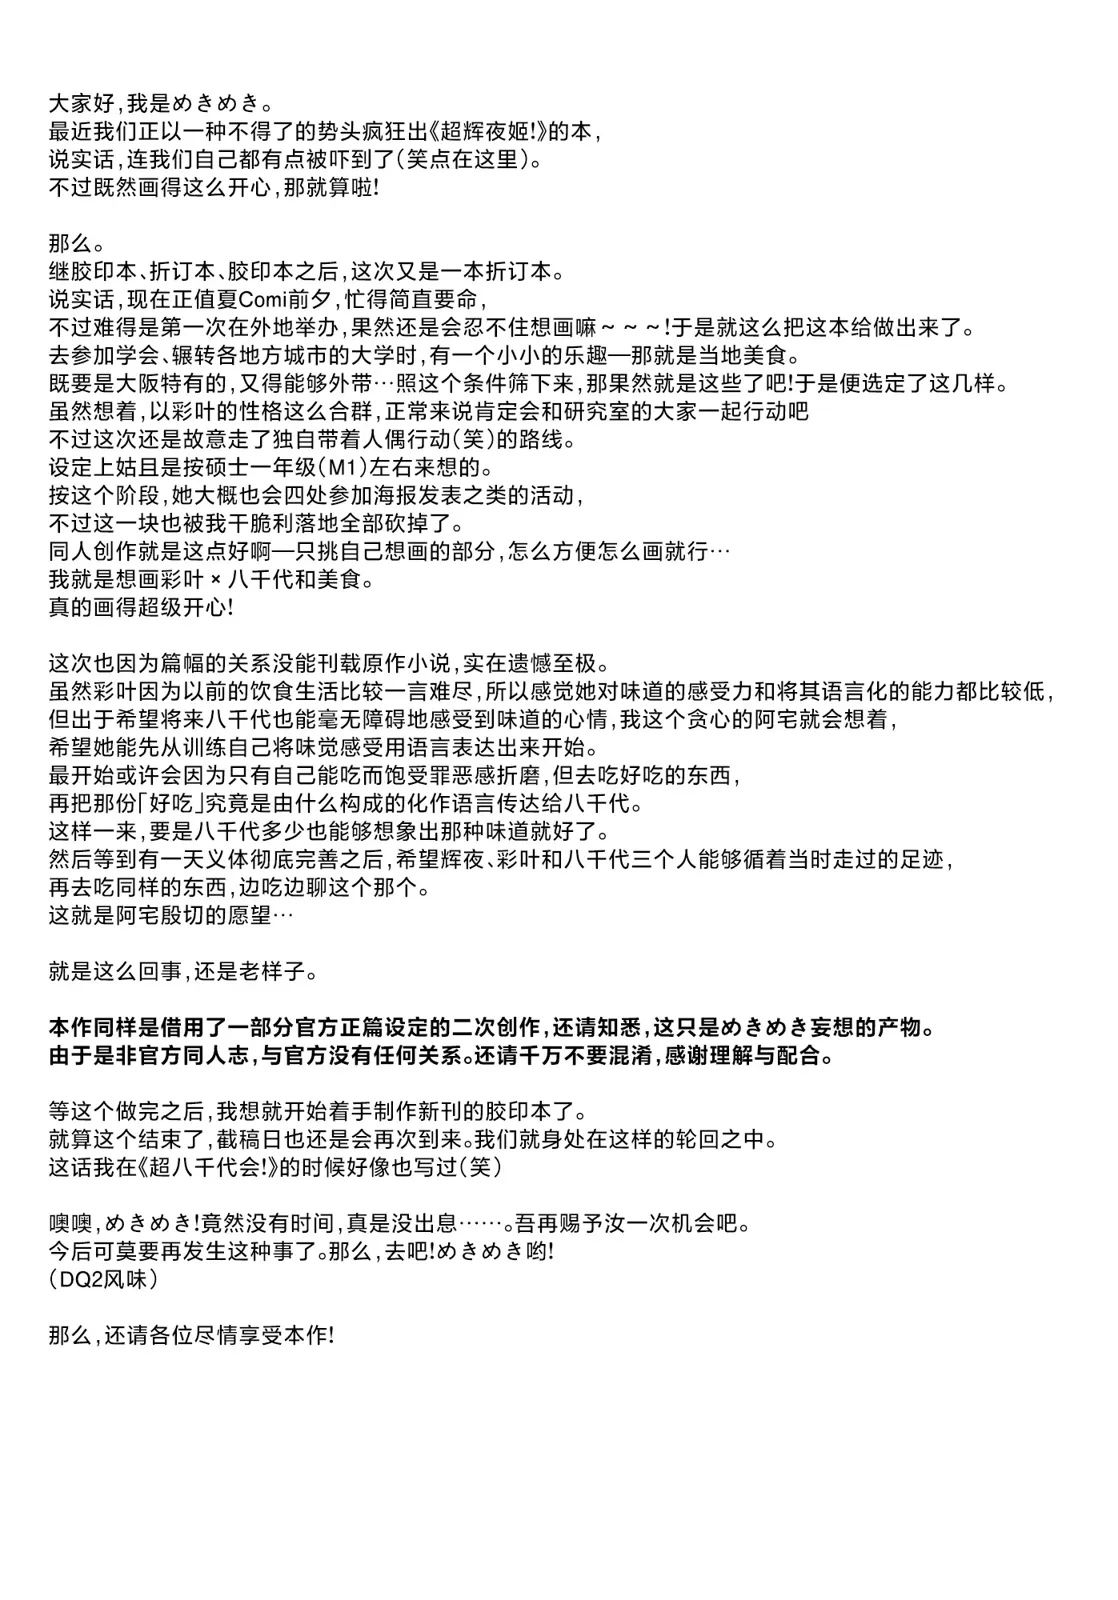 大家好,我是めきめき。
最近我们正以一种不得了的势头疯狂出《超辉夜姬!》的本,
说实话,连我们自己都有点被吓到了(笑点在这里)。
不过既然画得这么开心,那就算啦!
那么。
继胶印本、折订本、胶印本之后,这次又是一本折订本。
说实话,现在正值夏Comi前夕,忙得简直要命,
不过难得是第一次在外地举办,果然还是会忍不住想画嘛~~~!于是就这么把这本给做出来了。
去参加学会、辗转各地方城市的大学时,有一个小小的乐趣—那就是当地美食。
既要是大阪特有的,又得能够外带…照这个条件筛下来,那果然就是这些了吧!于是便选定了这几样。
虽然想着,以彩叶的性格这么合群,正常来说肯定会和研究室的大家一起行动吧
不过这次还是故意走了独自带着人偶行动(笑)的路线。
设定上姑且是按硕士一年级(M1)左右来想的。
按这个阶段,她大概也会四处参加海报发表之类的活动,
不过这一块也被我干脆利落地全部砍掉了。
同人创作就是这点好啊—只挑自己想画的部分,怎么方便怎么画就行…
我就是想画彩叶×八千代和美食。
真的画得超级开心!
这次也因为篇幅的关系没能刊载原作小说,实在遗憾至极。
虽然彩叶因为以前的饮食生活比较一言难尽,所以感觉她对味道的感受力和将其语言化的能力都比较低,
但出于希望将来八千代也能毫无障碍地感受到味道的心情,我这个贪心的阿宅就会想着,
希望她能先从训练自己将味觉感受用语言表达出来开始。
最开始或许会因为只有自己能吃而饱受罪恶感折磨,但去吃好吃的东西,
再把那份「好吃」究竟是由什么构成的化作语言传达给八千代。
这样一来,要是八千代多少也能够想象出那种味道就好了。
然后等到有一天义体彻底完善之后,希望辉夜、彩叶和八千代三个人能够循着当时走过的足迹,
再去吃同样的东西,边吃边聊这个那个。
这就是阿宅殷切的愿望…
就是这么回事,还是老样子。
本作同样是借用了一部分官方正篇设定的二次创作,还请知悉,这只是めきめき妄想的产物。
由于是非官方同人志,与官方没有任何关系。还请千万不要混淆,感谢理解与配合。
等这个做完之后,我想就开始着手制作新刊的胶印本了。
就算这个结束了,截稿日也还是会再次到来。我们就身处在这样的轮回之中。
这话我在《超八千代会!》的时候好像也写过(笑)
噢噢,めきめき!竟然没有时间,真是没出息……。吾再赐予汝一次机会吧。
今后可莫要再发生这种事了。那么,去吧!めきめき哟!
(DQ2风味)
那么,还请各位尽情享受本作!